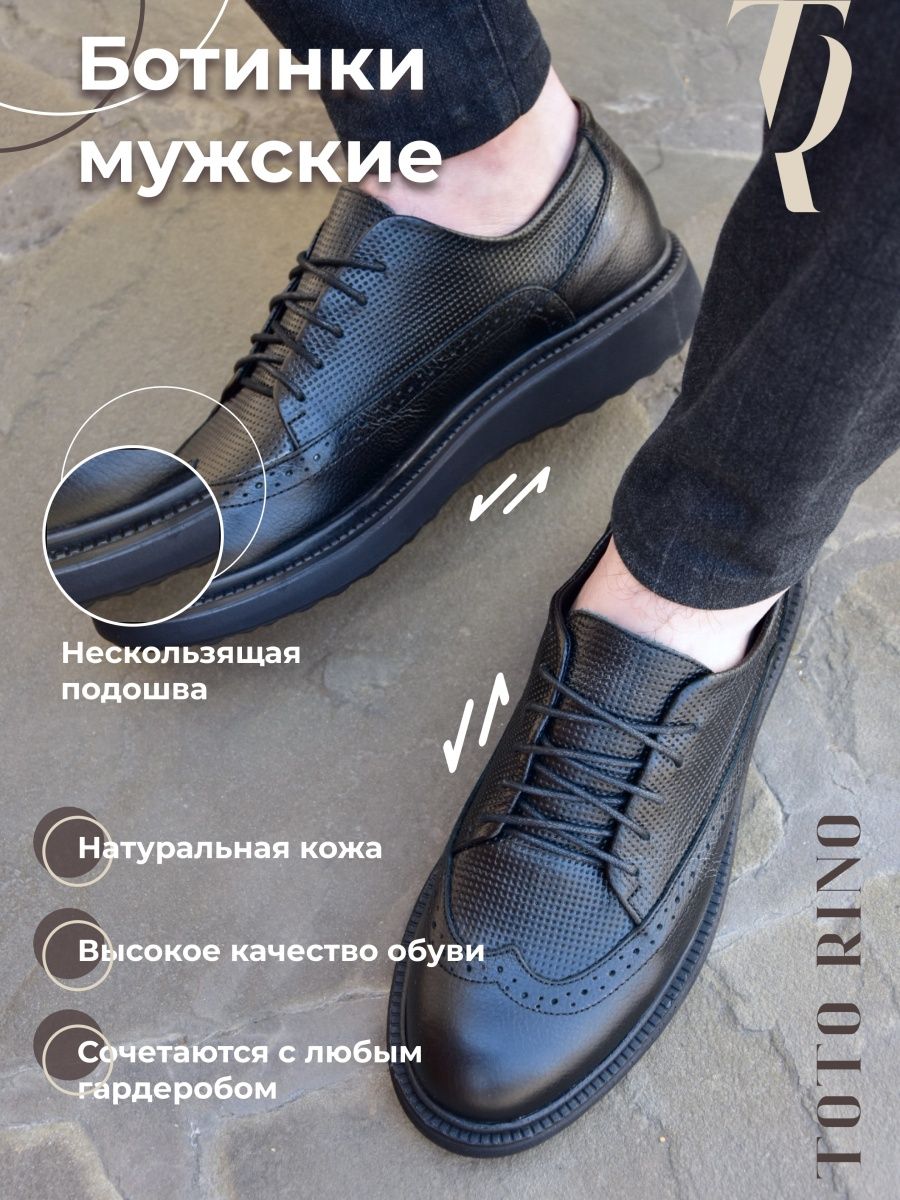 Ботинки
мужские
TR
Нескользящая
подошва
Натуральная кожа
Высокое качество обуви
Сочетаются с любым
гардеробом
TOTO RINO